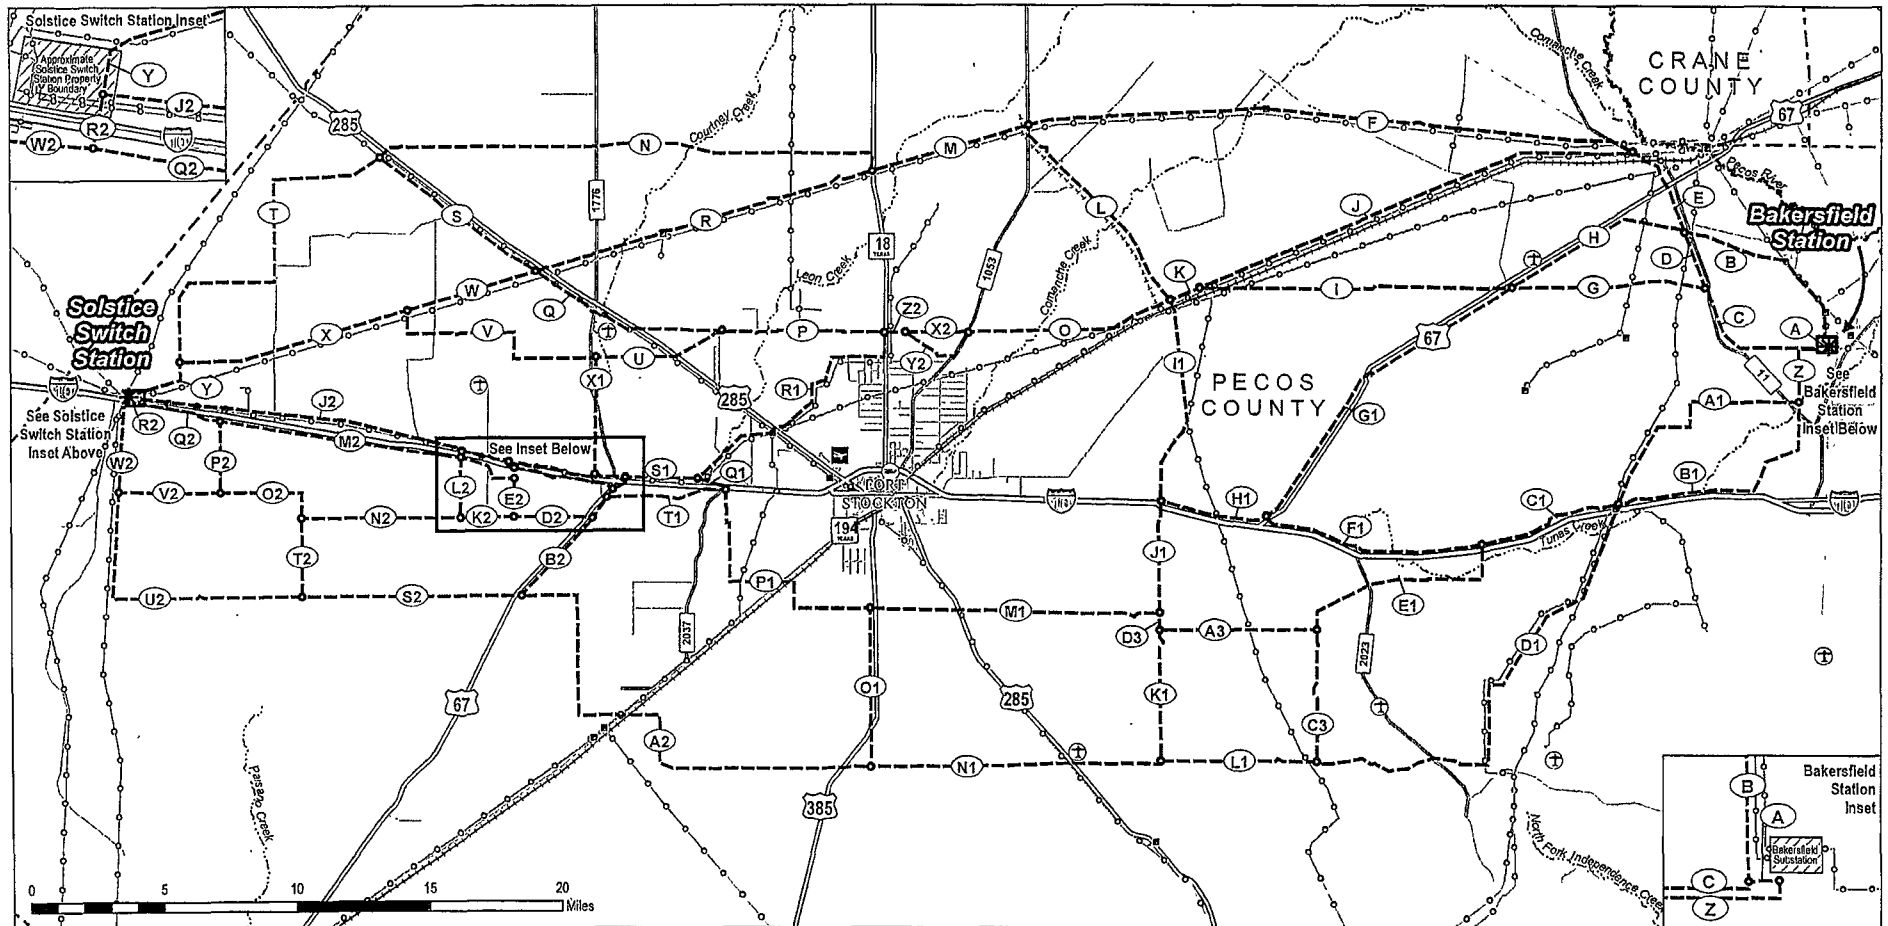 Solstice Switch Station Inset
Approximate
Solstice Switch
Station Property
Boundary
Y
J2
R2
W2
Q2
CRANE
COUNTY
Comanche Creek
67
285
Courtney Creek
N
M
F
Pecos River
T
1776
S
R
L
J
E
Bakersfield
Station
18
TEXAS
1053
Comanche Creek
H
D
B
Leon Creek
K
I
G
W
Q
Solstice
Switch
Station
X
V
P
Z2
X2
O
67
C
A
U
Y2
I1
11
Z
See
Bakersfield
Station
Inset Below
Y
X1
R1
285
PECOS
COUNTY
G1
A1
J2
See Solstice
Switch Station
Inset Above
R2
Q2
M2
See Inset Below
W2
P2
S1
Q1
B1
V2
O2
L2
E2
T1
FORT
STOCKTON
H1
C1
N2
K2
D2
194
TEXAS
F1
Tunas Creek
T2
B2
J1
U2
S2
P1
M1
E1
2037
D3
A3
D1
2023
67
O1
285
K1
C3
A2
N1
L1
Paisano Creek
385
North Fork Independence Creek
Bakersfield
Station
Inset
B
A
Bakersfield
Substation
C
Z
0 5 10 15 20
Miles